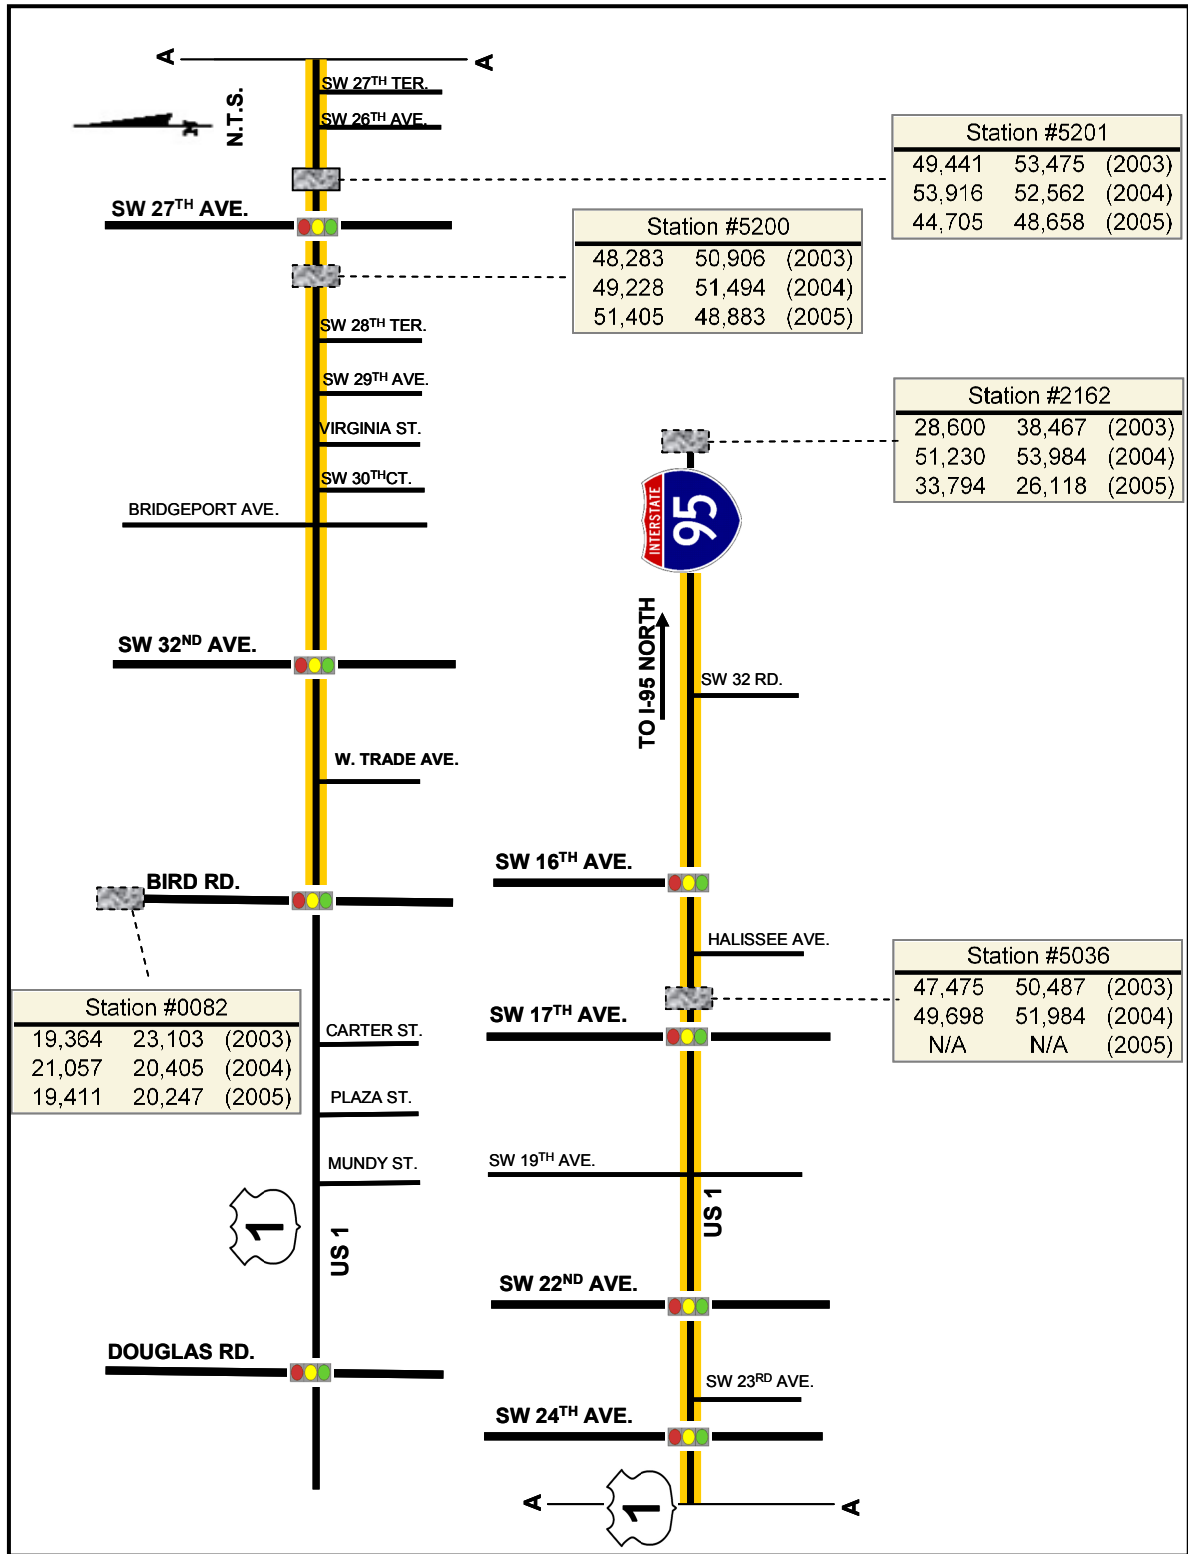 A
A
SW 27TH TER.
SW 26TH AVE.
N.T.S.
N
SW 27TH AVE.
SW 28TH TER.
SW 29TH AVE.
VIRGINIA ST.
SW 30TH CT.
BRIDGEPORT AVE.
SW 32ND AVE.
W. TRADE AVE.
BIRD RD.
Station #0082
19,364 23,103 (2003)
21,057 20,405 (2004)
19,411 20,247 (2005)
CARTER ST.
PLAZA ST.
MUNDY ST.
1
US 1
DOUGLAS RD.
Station #5201
49,441 53,475 (2003)
53,916 52,562 (2004)
44,705 48,658 (2005)
Station #5200
48,283 50,906 (2003)
49,228 51,494 (2004)
51,405 48,883 (2005)
Station #2162
28,600 38,467 (2003)
51,230 53,984 (2004)
33,794 26,118 (2005)
INTERSTATE
95
TO I-95 NORTH
SW 32 RD.
SW 16TH AVE.
HALISSEE AVE.
Station #5036
47,475 50,487 (2003)
49,698 51,984 (2004)
N/A N/A (2005)
SW 17TH AVE.
SW 19TH AVE.
US 1
SW 22ND AVE.
SW 23RD AVE.
SW 24TH AVE.
A
1
A